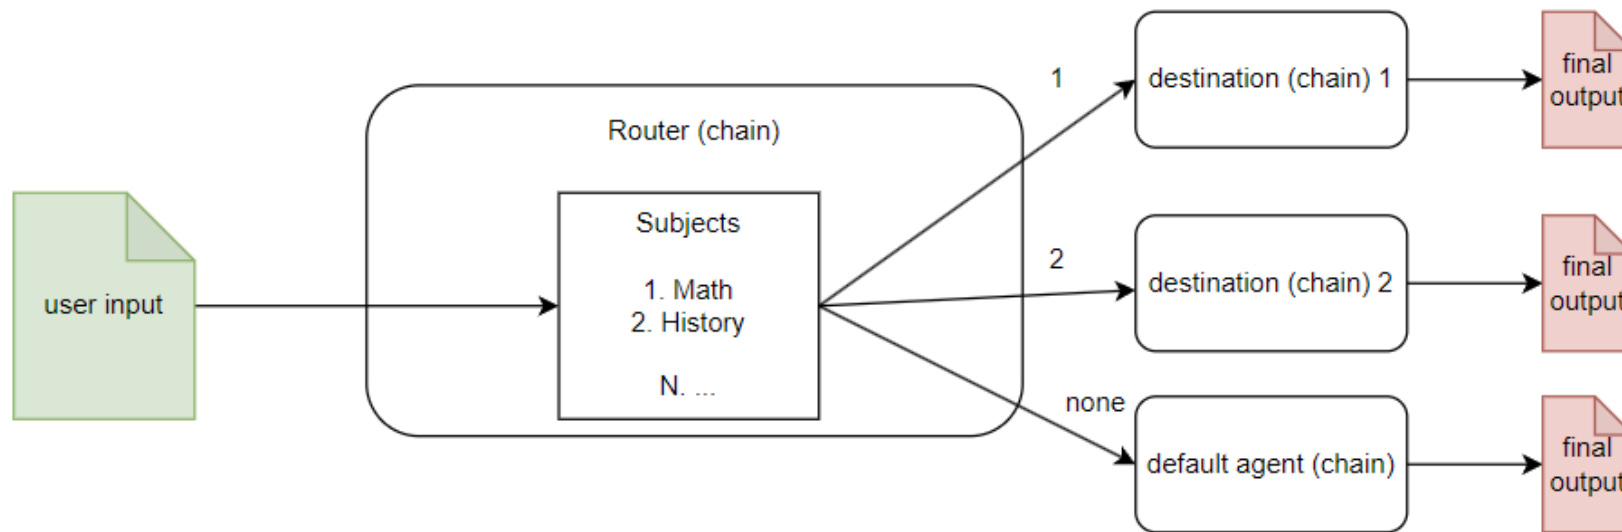 user input
Router (chain)
Subjects
1. Math
2. History
N. ...
1
destination (chain) 1
final
output
2
destination (chain) 2
final
output
none
default agent (chain)
final
output